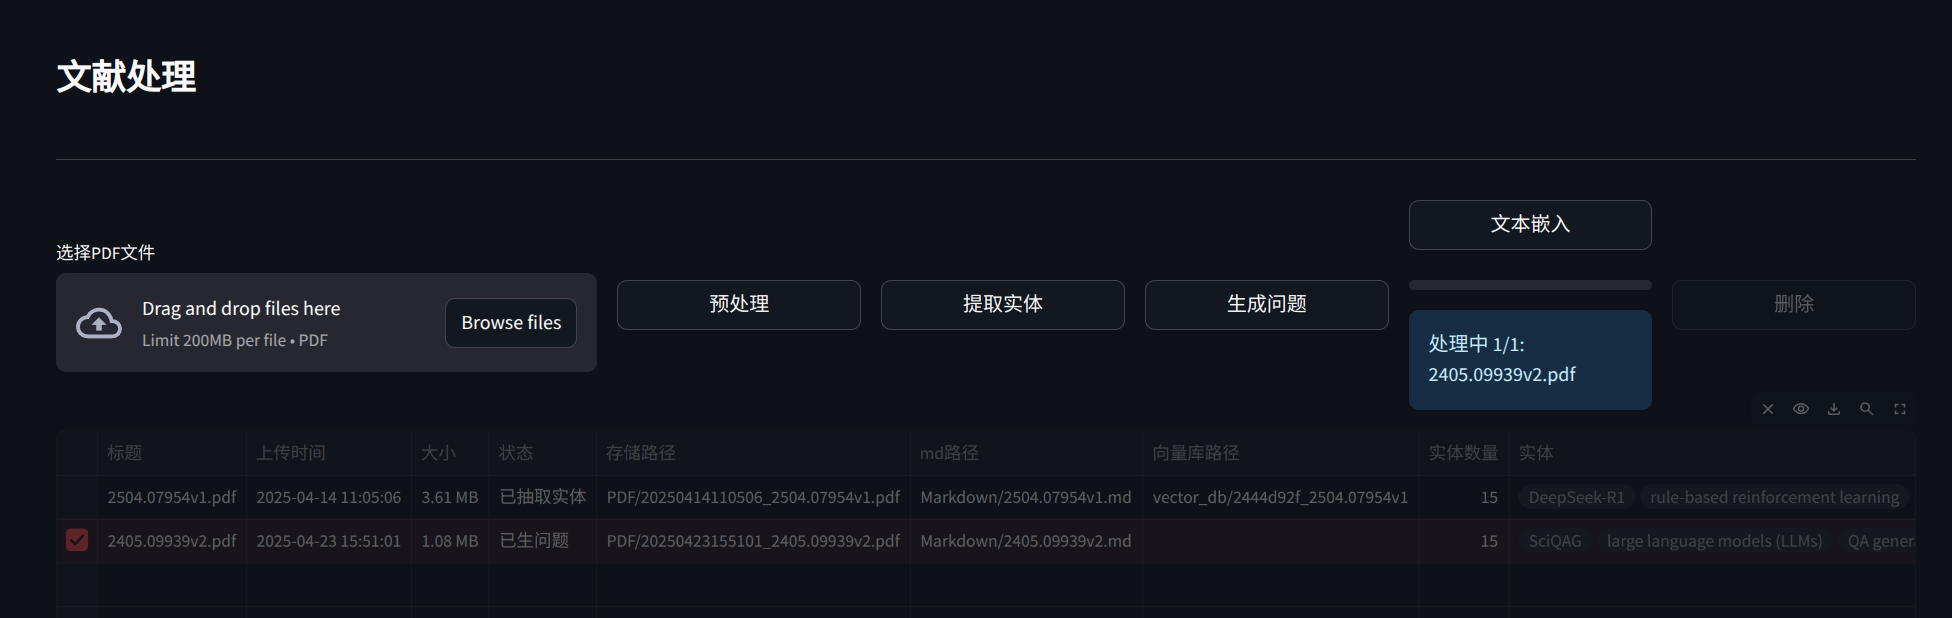 文献处理
选择PDF文件
Drag and drop files here
Limit 200MB per file • PDF
Browse files
预处理
提取实体
生成问题
文本嵌入
处理中 1/1:
2405.09939v2.pdf
删除
标题 上传时间 大小 状态 存储路径 md路径 向量库路径 实体数量 实体
2504.07954v1.pdf 2025-04-14 11:05:06 3.61 MB 已抽取实体 PDF/20250414110506_2504.07954v1.pdf Markdown/2504.07954v1.md vector_db/2444d92f_2504.07954v1 15 DeepSeek-R1 rule-based reinforcement learning
2405.09939v2.pdf 2025-04-23 15:51:01 1.08 MB 已生问题 PDF/20250423155101_2405.09939v2.pdf Markdown/2405.09939v2.md 15 SciQAG large language models (LLMs) QA gener